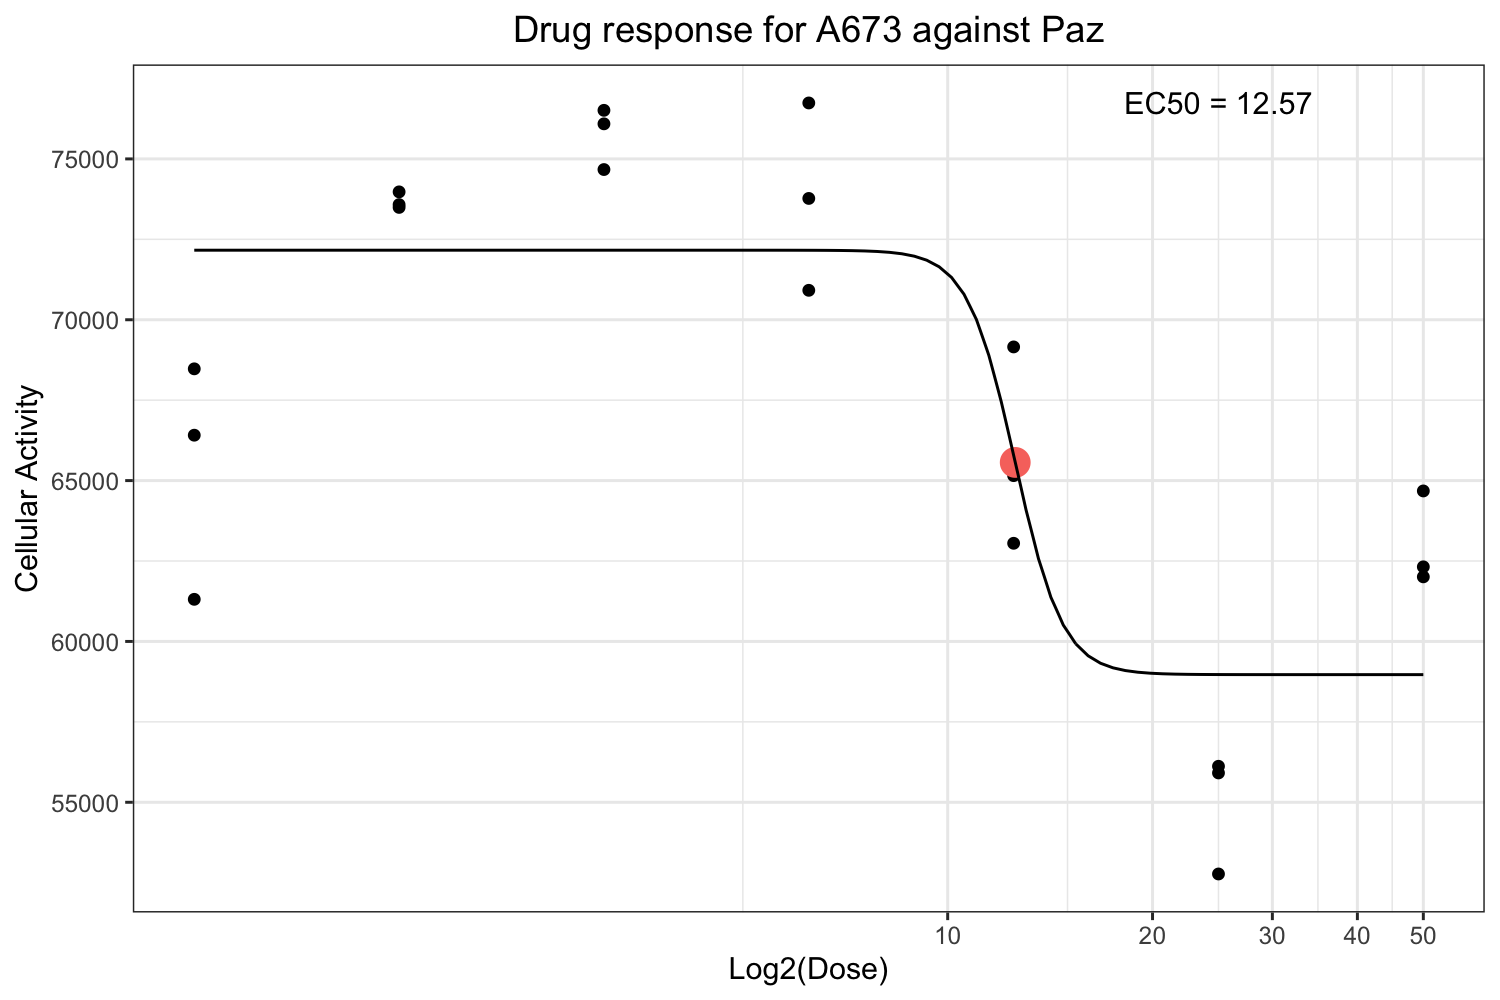 Drug response for A673 against Paz
EC50 = 12.57
75000
70000
65000
60000
55000
Cellular Activity
10 20 30 40 50
Log2(Dose)